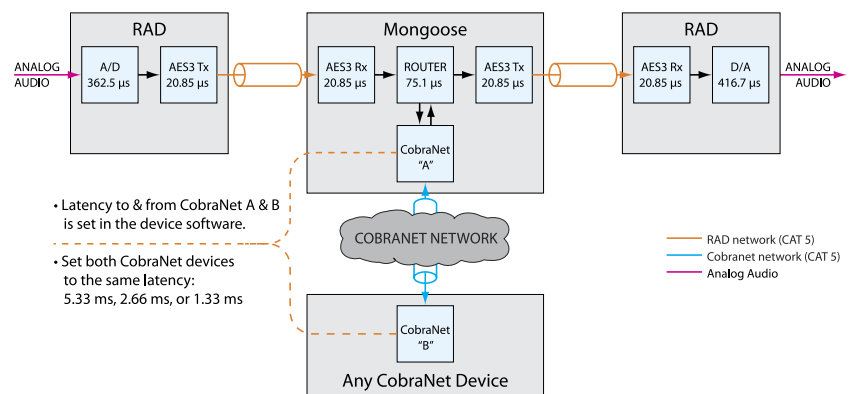 RAD
Mongoose
RAD
ANALOG
AUDIO
A/D
362.5 µs
AES3 Tx
20.85 µs
AES3 Rx
20.85 µs
ROUTER
75.1 µs
AES3 Tx
20.85 µs
AES3 Rx
20.85 µs
D/A
416.7 µs
ANALOG
AUDIO
CobraNet
“A”
• Latency to & from CobraNet A & B
is set in the device software.
• Set both CobraNet devices
to the same latency:
5.33 ms, 2.66 ms, or 1.33 ms
COBRANET NETWORK
RAD network (CAT 5)
Cobranet network (CAT 5)
Analog Audio
CobraNet
“B”
Any CobraNet Device